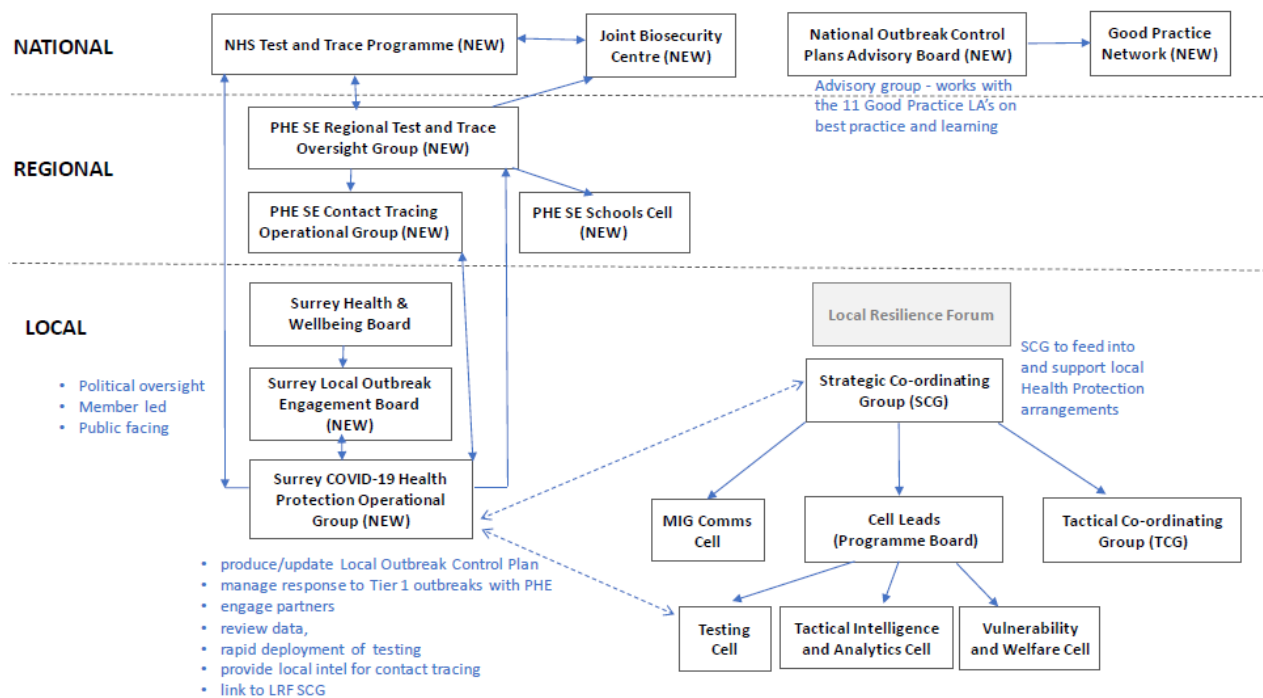 NATIONAL
NHS Test and Trace Programme (NEW)
Joint Biosecurity
Centre (NEW)
National Outbreak Control
Plans Advisory Board (NEW)
Good Practice
Network (NEW)
Advisory group - works with
the 11 Good Practice LA's on
best practice and learning
REGIONAL
PHE SE Regional Test and Trace
Oversight Group (NEW)
PHE SE Contact Tracing
Operational Group (NEW)
PHE SE Schools Cell
(NEW)
LOCAL
• Political oversight
• Member led
• Public facing
Surrey Health &
Wellbeing Board
Surrey Local Outbreak
Engagement Board
(NEW)
Surrey COVID-19 Health
Protection Operational
Group (NEW)
• produce/update Local Outbreak Control Plan
• manage response to Tier 1 outbreaks with PHE
• engage partners
• review data,
• rapid deployment of testing
• provide local intel for contact tracing
• link to LRF SCG
Local Resilience Forum
Strategic Co-ordinating
Group (SCG)
SCG to feed into
and support local
Health Protection
arrangements
MIG Comms
Cell
Cell Leads
(Programme Board)
Tactical Co-ordinating
Group (TCG)
Testing
Cell
Tactical Intelligence
and Analytics Cell
Vulnerability
and Welfare Cell